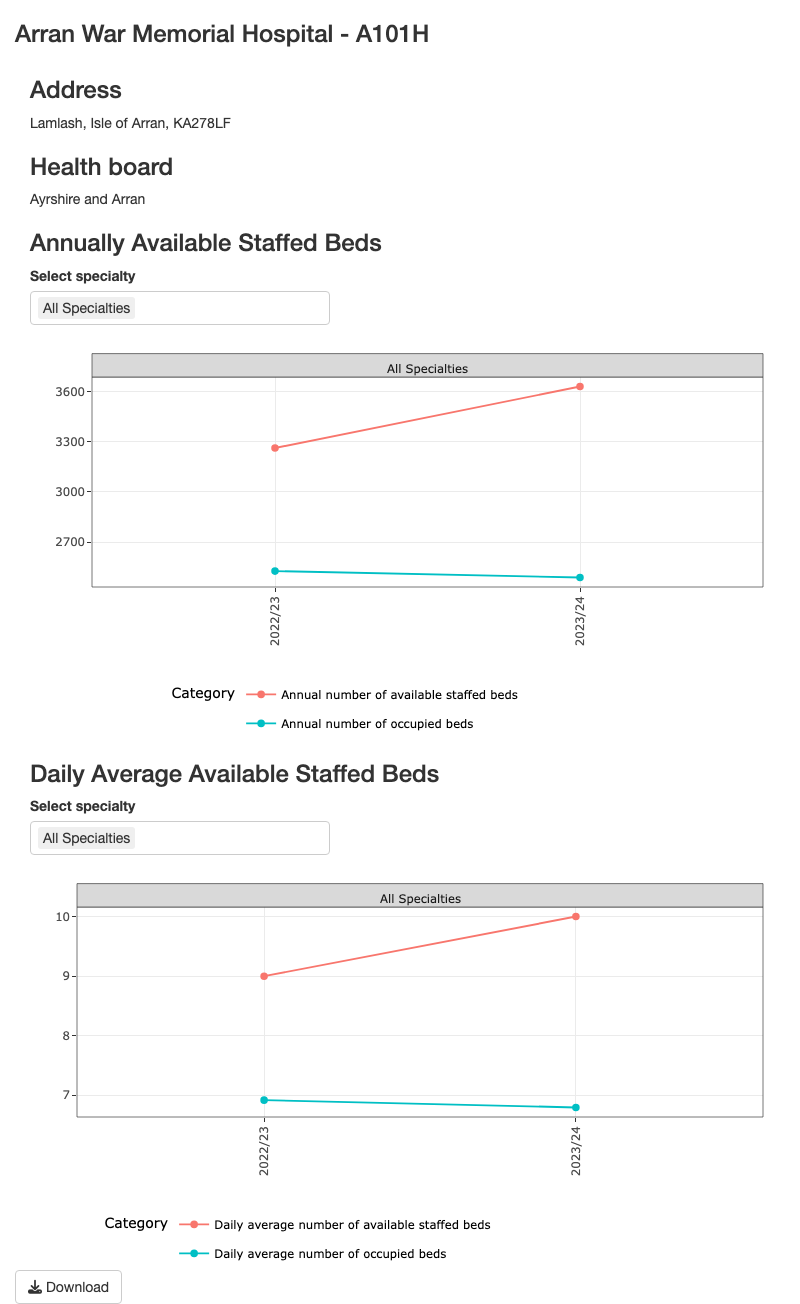 Arran War Memorial Hospital - A101H
Address
Lamlash, Isle of Arran, KA278LF
Health board
Ayrshire and Arran
Annually Available Staffed Beds
Select specialty
All Specialties
All Specialties
3600
3300
3000
2700
2022/23
2023/24
Category
Annual number of available staffed beds
Annual number of occupied beds
Daily Average Available Staffed Beds
Select specialty
All Specialties
All Specialties
10
9
8
7
2022/23
2023/24
Category
Daily average number of available staffed beds
Daily average number of occupied beds
Download